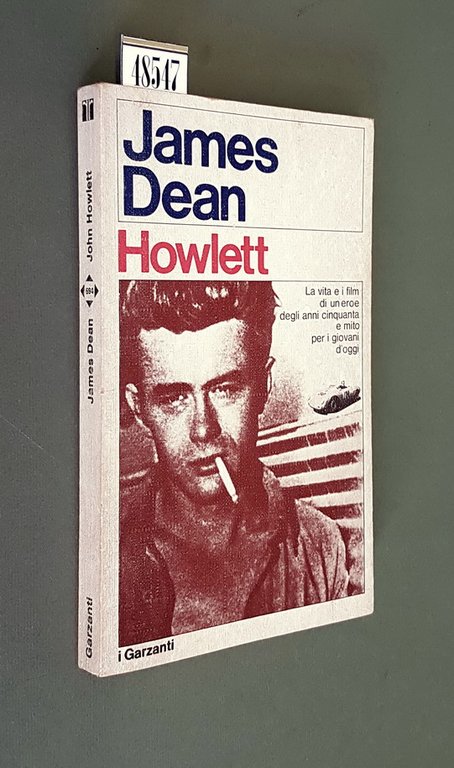 48547
James
Dean
Howlett
La vita e i film
di un eroe
degli anni cinquanta
e mito
per i giovani
d'oggi
i Garzanti
John Howlett
694
James Dean
Garzanti